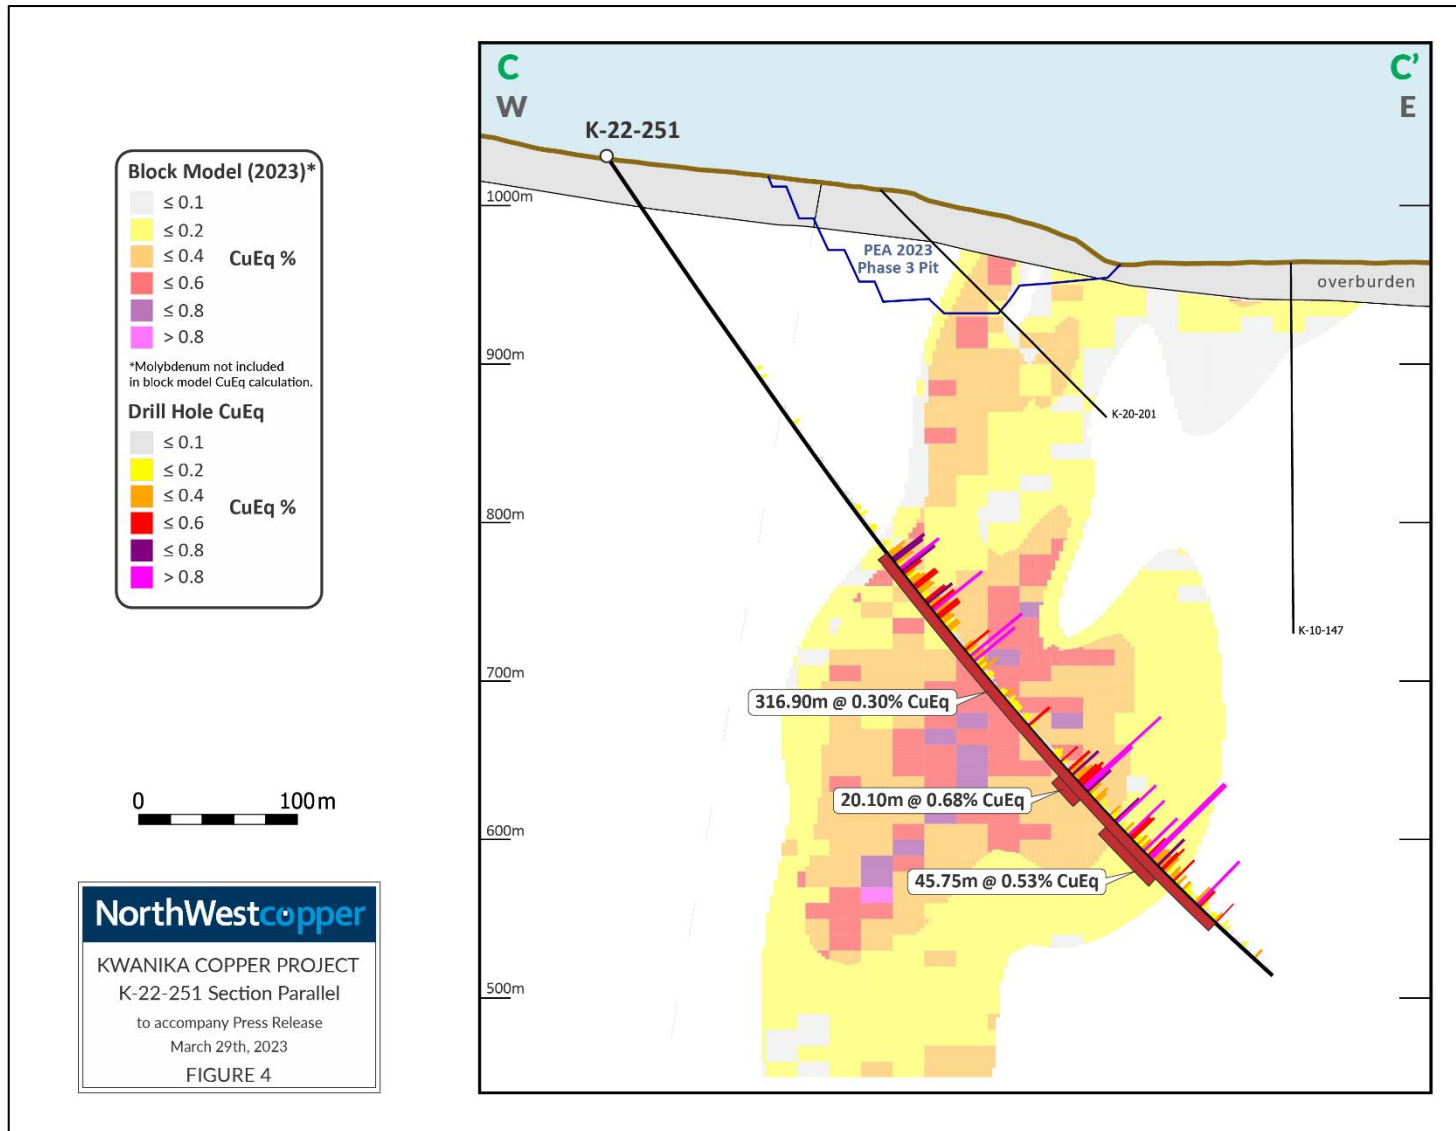 C
W
C'
E
K-22-251
1000m
900m
800m
700m
600m
500m
PEA 2023
Phase 3 Pit
overburden
K-20-201
K-10-147
316.90m @ 0.30% CuEq
20.10m @ 0.68% CuEq
45.75m @ 0.53% CuEq
Block Model (2023)*
≤ 0.1
≤ 0.2
≤ 0.4
≤ 0.6
≤ 0.8
> 0.8
CuEq %
*Molybdenum not included
in block model CuEq calculation.
Drill Hole CuEq
≤ 0.1
≤ 0.2
≤ 0.4
≤ 0.6
≤ 0.8
> 0.8
CuEq %
0 100m
NorthWestcopper
KWANIKA COPPER PROJECT
K-22-251 Section Parallel
to accompany Press Release
March 29th, 2023
FIGURE 4